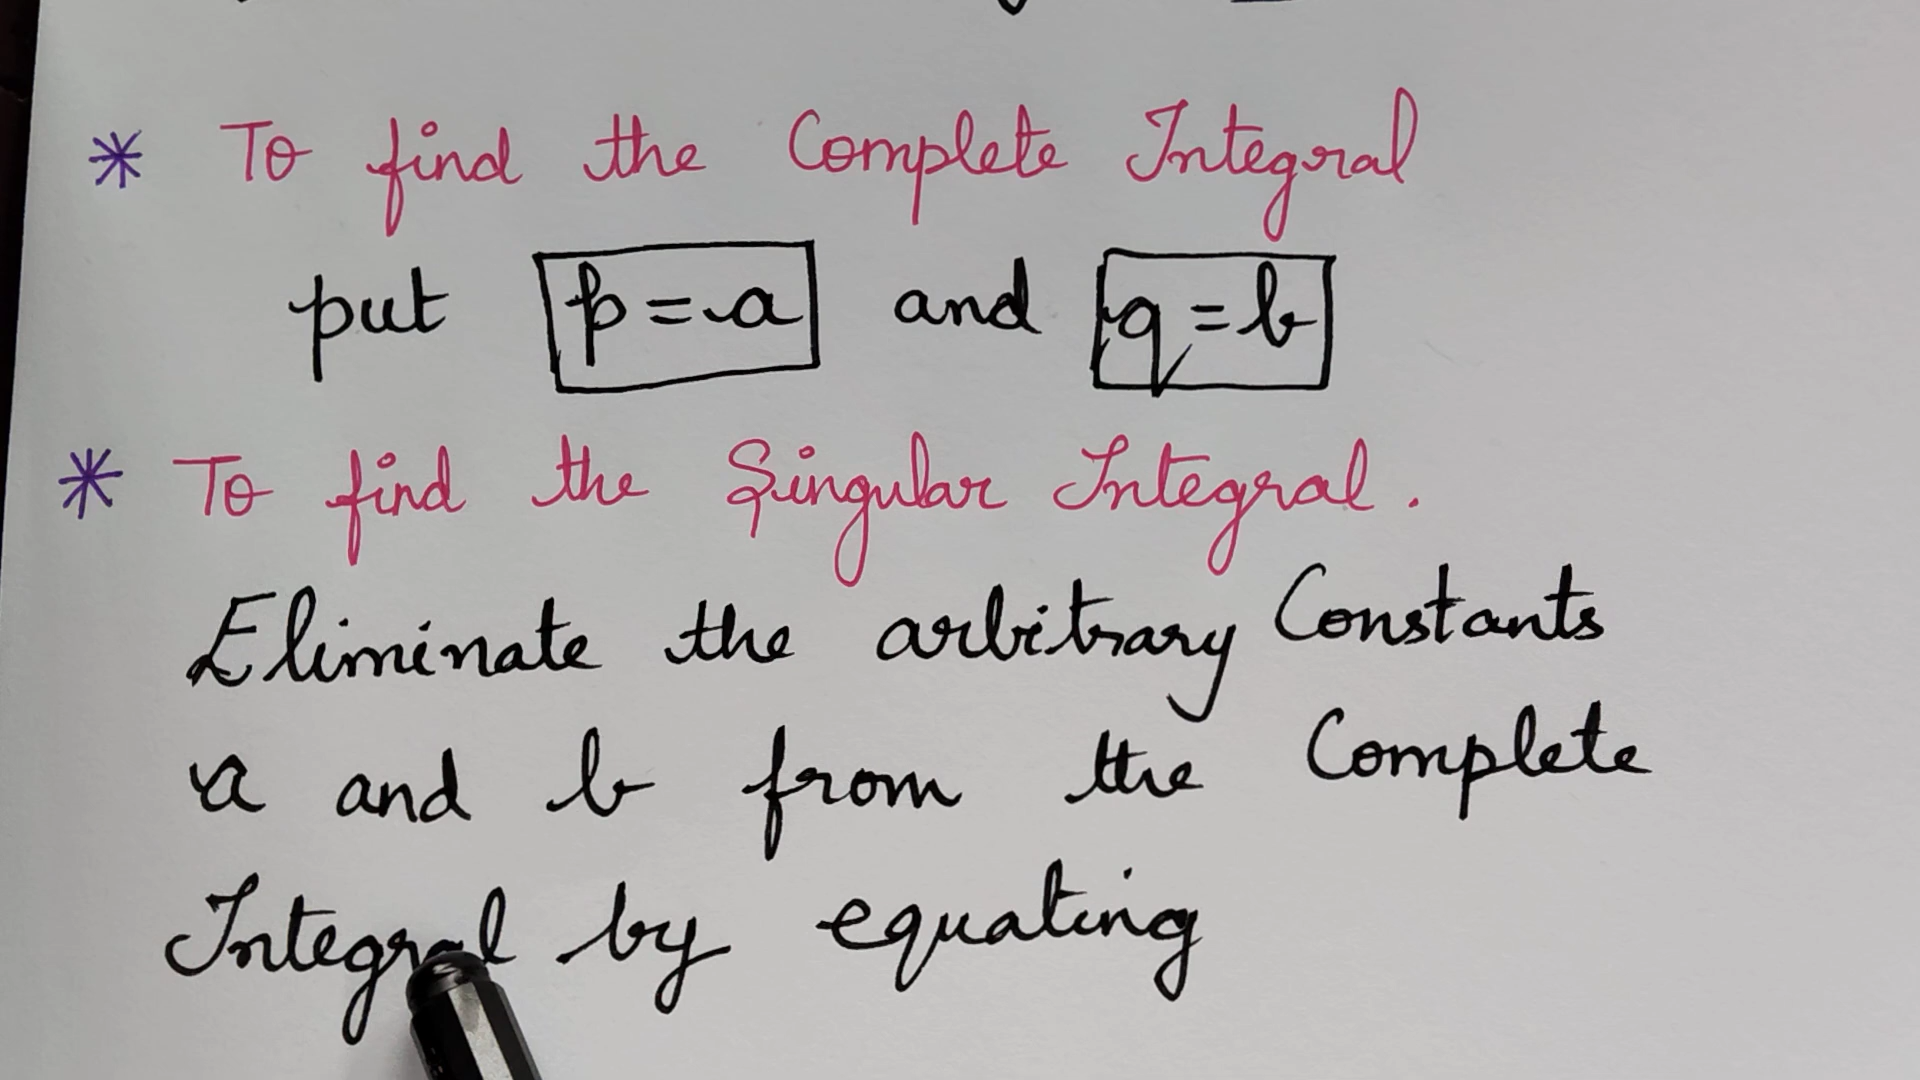 * To find the Complete Integral
put p = a and q = b
* To find the Singular Integral.
Eliminate the arbitrary Constants
a and b from the Complete
Integral by equating